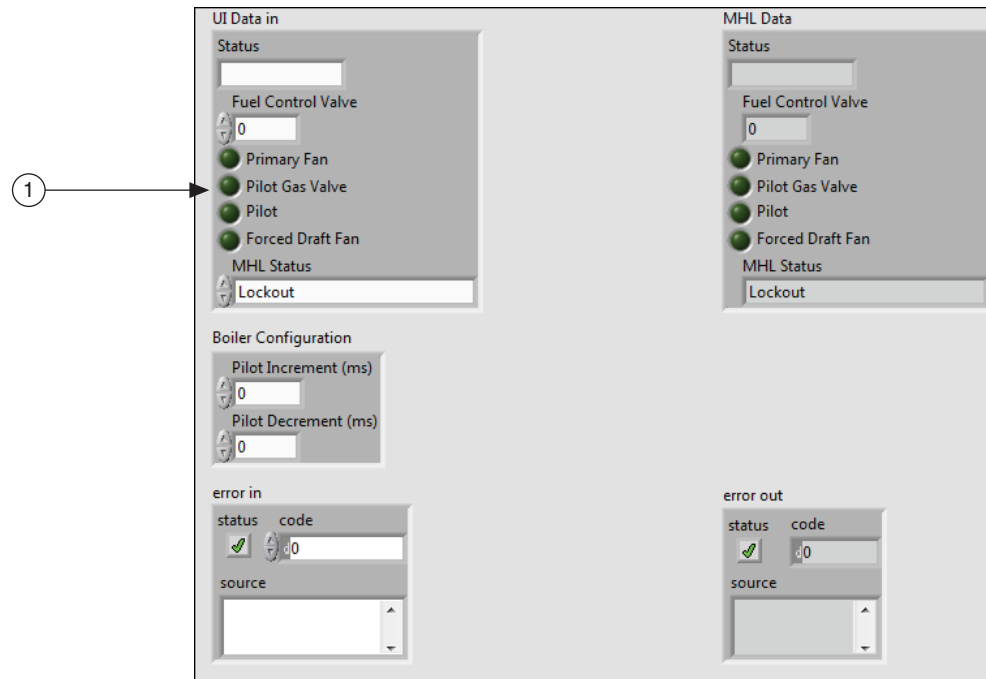 UI Data in
Status
Fuel Control Valve
0
Primary Fan
1
Pilot Gas Valve
Pilot
Forced Draft Fan
MHL Status
Lockout
Boiler Configuration
Pilot Increment (ms)
0
Pilot Decrement (ms)
0
error in
status code
d0
source
MHL Data
Status
Fuel Control Valve
0
Primary Fan
Pilot Gas Valve
Pilot
Forced Draft Fan
MHL Status
Lockout
error out
status code
d0
source